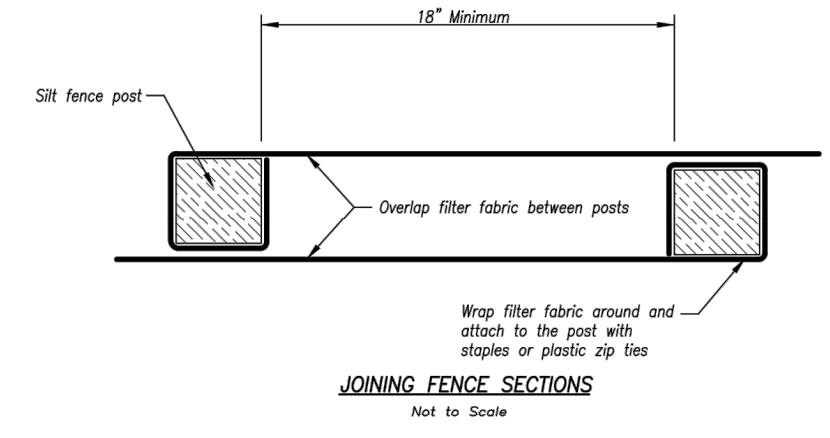 18" Minimum
Silt fence post
Overlap filter fabric between posts
Wrap filter fabric around and
attach to the post with
staples or plastic zip ties
JOINING FENCE SECTIONS
Not to Scale